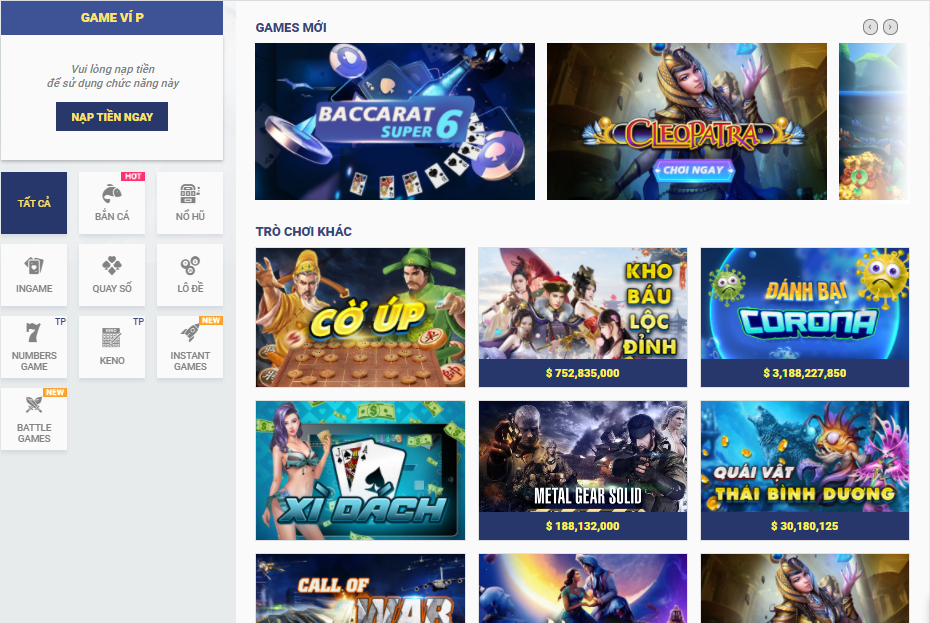 GAME VÍ P
Vui lòng nạp tiền
để sử dụng chức năng này
NẠP TIỀN NGAY
TẤT CẢ
HOT
BẮN CÁ
NỔ HŨ
INGAME
QUAY SỐ
LÔ ĐỀ
TP
NUMBERS
GAME
TP
KENO
NEW
INSTANT
GAMES
NEW
BATTLE
GAMES
GAMES MỚI
BACCARAT
SUPER 6
CLEOPATRA
CHƠI NGAY
TRÒ CHƠI KHÁC
CỜ ÚP
KHO
BÁU
LỘC
ĐỈNH
$ 752,835,000
ĐÁNH BẠI
CORONA
$ 3,188,227,850
XÌ DÁCH
METAL GEAR SOLID
$ 188,132,000
QUÁI VẬT
THÁI BÌNH DƯƠNG
$ 30,180,125
CALL OF
WAR